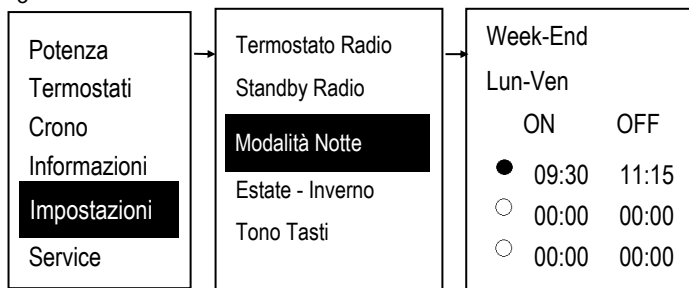 Potenza
Termostati
Crono
Informazioni
Impostazioni
Service
Termostato Radio
Standby Radio
Modalità Notte
Estate - Inverno
Tono Tasti
Week-End
Lun-Ven
ON OFF
09:30 11:15
00:00 00:00
00:00 00:00